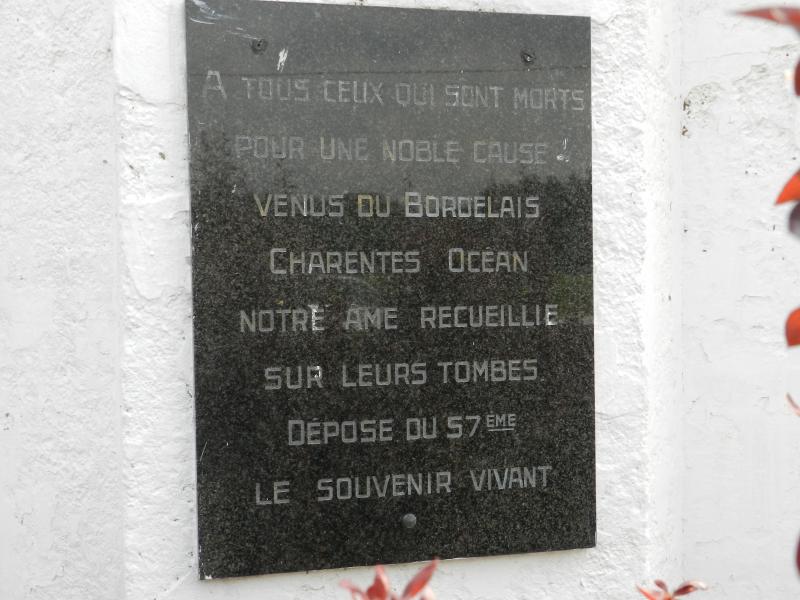 A TOUS CEUX QUI SONT MORTS
POUR UNE NOBLE CAUSE
VENUS DU BORDELAIS
CHARENTES OCÉAN
NOTRE AME RECUEILLIE
SUR LEURS TOMBES
DÉPOSE DU 57ÈME
LE SOUVENIR VIVANT